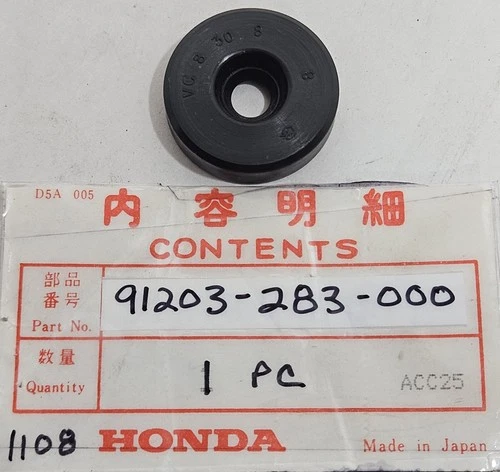 VC 8 30 8 B
D5A 005
内容明細
CONTENTS
部品
番号
Part No.
91203-283-000
数量
Quantity
1 PC
ACC25
1108 HONDA Made in Japan